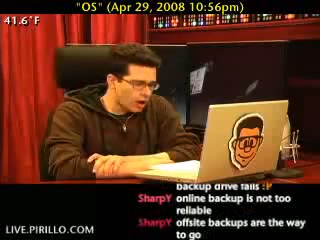 "OS" (Apr 29, 2008 10:56pm)
41.6°F
backup drive fails :P
SharpY online backup is not too
reliable
SharpY offsite backups are the way
to go
LIVE.PIRILLO.COM